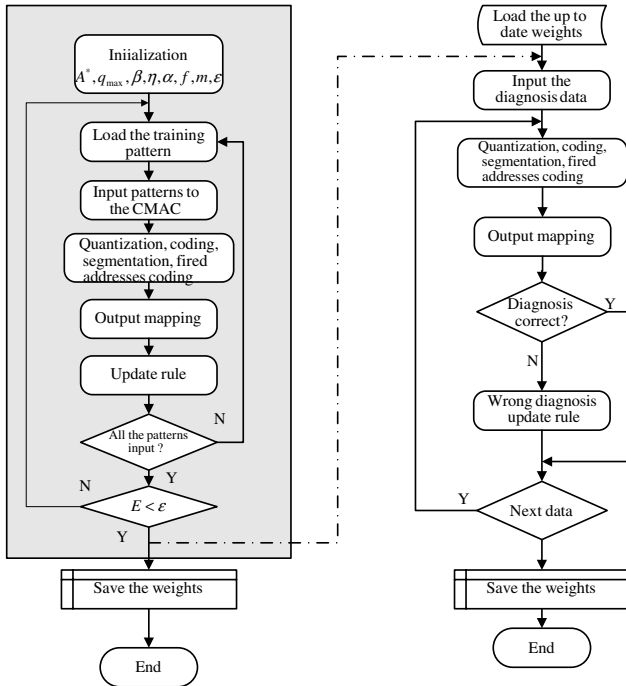 Iniialization
A*, q_max, β, η, α, f, m, ε
Load the training
pattern
Input patterns to
the CMAC
Quantization, coding,
segmentation, fired
addresses coding
Output mapping
Update rule
All the patterns
input ?
N
Y
E < ε
N
Y
Save the weights
End
Load the up to
date weights
Input the
diagnosis data
Quantization, coding,
segmentation, fired
addresses coding
Output mapping
Diagnosis
correct?
Y
N
Wrong diagnosis
update rule
Next data
Y
Save the weights
End